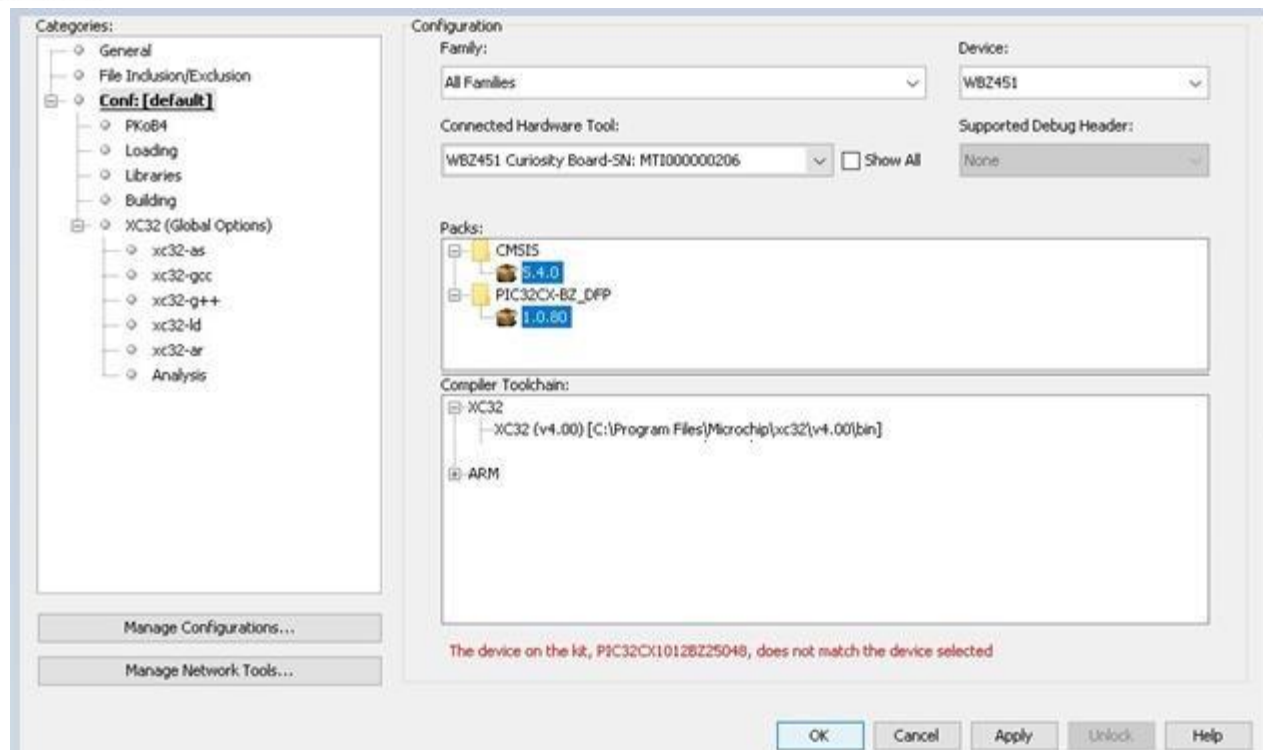 Categories:
General
File Inclusion/Exclusion
Conf: [default]
PKoB4
Loading
Libraries
Building
XC32 (Global Options)
xc32-as
xc32-gcc
xc32-g++
xc32-ld
xc32-ar
Analysis
Manage Configurations...
Manage Network Tools...
Configuration
Family:
All Families
Device:
WBZ451
Connected Hardware Tool:
WBZ451 Curiosity Board-SN: MTI000000206
Show All
Supported Debug Header:
None
Packs:
CMSIS
5.4.0
PIC32CX-BZ_DFP
1.0.80
Compiler Toolchain:
XC32
XC32 (v4.00) [C:\Program Files\Microchip\xc32\v4.00\bin]
ARM
The device on the kit, PIC32CX1012BZ25048, does not match the device selected
OK
Cancel
Apply
Unlock
Help